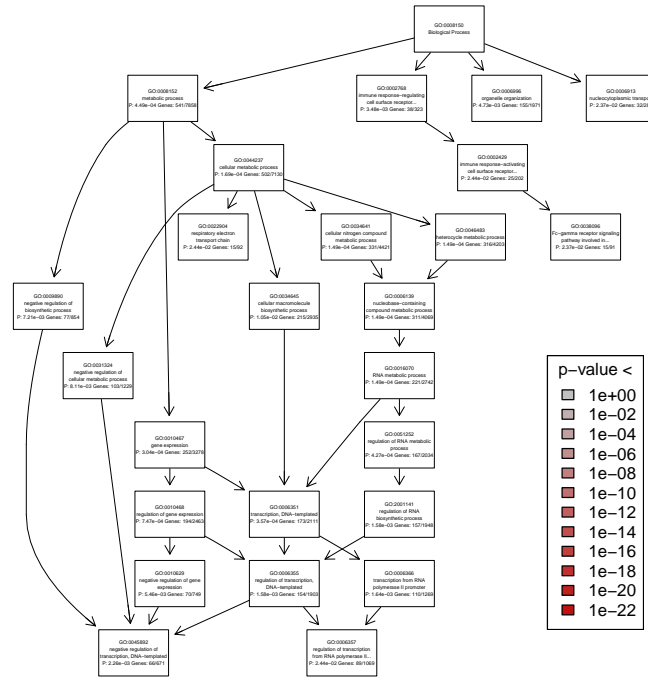 GO:0008150
Biological Process
GO:0008152
metabolic process
P: 4.49e-04 Genes: 541/7858
GO:0002768
immune response-regulating
cell surface receptor...
P: 3.48e-03 Genes: 38/323
GO:0006996
organelle organization
P: 4.73e-03 Genes: 155/1971
GO:0006913
nucleocytoplasmic transpo
P: 2.37e-02 Genes: 32/28
GO:0044237
cellular metabolic process
P: 1.69e-04 Genes: 502/7130
GO:0002429
immune response-activating
cell surface receptor...
P: 2.44e-02 Genes: 25/202
GO:0022904
respiratory electron
transport chain
P: 2.44e-02 Genes: 15/92
GO:0034641
cellular nitrogen compound
metabolic process
P: 1.49e-04 Genes: 331/4421
GO:0046483
heterocycle metabolic process
P: 1.49e-04 Genes: 316/4203
GO:0038096
Fc-gamma receptor signaling
pathway involved in...
P: 2.37e-02 Genes: 15/91
GO:0009890
negative regulation of
biosynthetic process
P: 7.21e-03 Genes: 77/854
GO:0034645
cellular macromolecule
biosynthetic process
P: 1.05e-02 Genes: 215/2935
GO:0006139
nucleobase-containing
compound metabolic process
P: 1.49e-04 Genes: 311/4069
GO:0031324
negative regulation of
cellular metabolic process
P: 8.11e-03 Genes: 103/1229
GO:0016070
RNA metabolic process
P: 1.49e-04 Genes: 221/2742
GO:0010467
gene expression
P: 3.04e-04 Genes: 252/3278
GO:0051252
regulation of RNA metabolic
process
P: 4.27e-04 Genes: 167/2034
GO:0010468
regulation of gene expression
P: 7.47e-04 Genes: 194/2463
GO:0006351
transcription, DNA-templated
P: 3.57e-04 Genes: 173/2111
GO:2001141
regulation of RNA
biosynthetic process
P: 1.58e-03 Genes: 157/1948
GO:0010629
negative regulation of gene
expression
P: 5.46e-03 Genes: 70/749
GO:0006355
regulation of transcription,
DNA-templated
P: 1.58e-03 Genes: 154/1903
GO:0006366
transcription from RNA
polymerase II promoter
P: 1.64e-03 Genes: 110/1269
GO:0045892
negative regulation of
transcription, DNA-templated
P: 2.26e-03 Genes: 66/671
GO:0006357
regulation of transcription
from RNA polymerase II...
P: 2.44e-02 Genes: 89/1069
p-value <
1e+00
1e-02
1e-04
1e-06
1e-08
1e-10
1e-12
1e-14
1e-16
1e-18
1e-20
1e-22